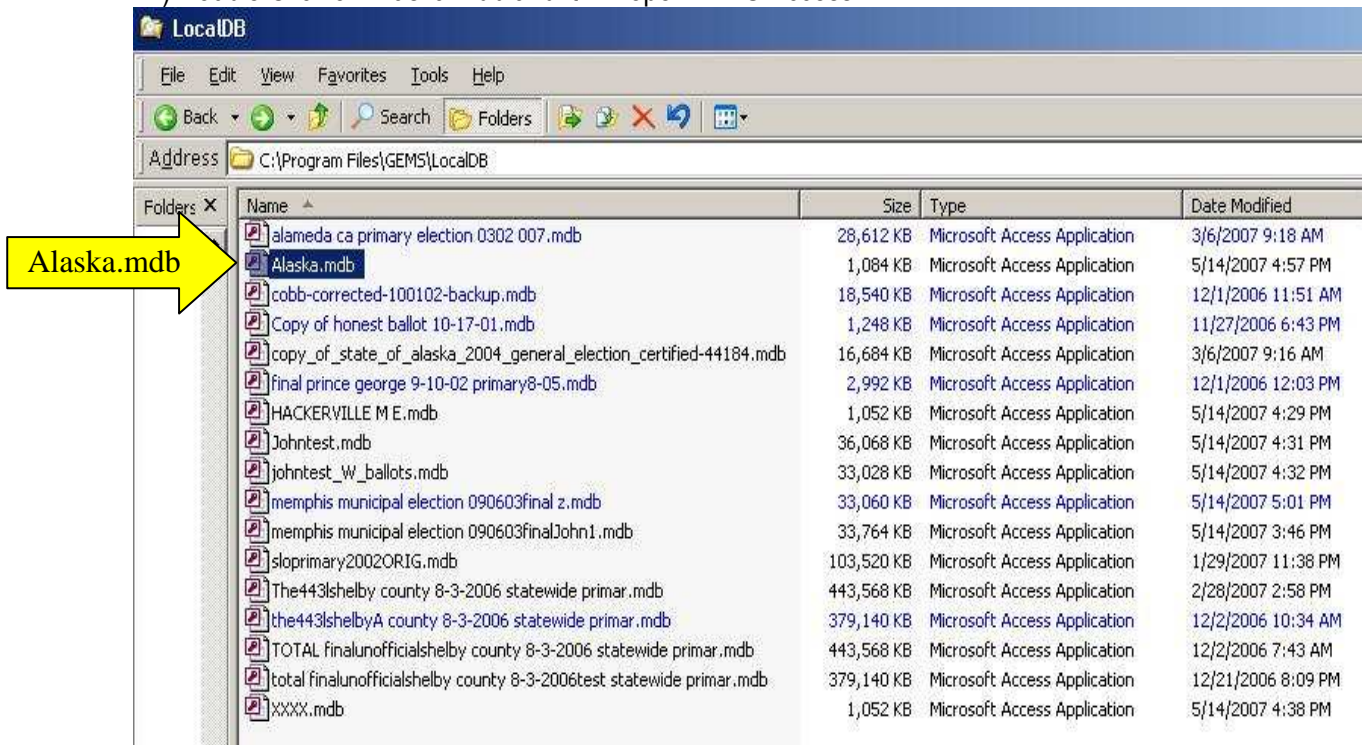 LocalDB
File Edit View Favorites Tools Help
Back Search Folders
Address C:\Program Files\GEMS\LocalDB
Folders X Name Size Type Date Modified
alameda ca primary election 0302 007.mdb 28,612 KB Microsoft Access Application 3/6/2007 9:18 AM
Alaska.mdb Alaska.mdb 1,084 KB Microsoft Access Application 5/14/2007 4:57 PM
cobb-corrected-100102-backup.mdb 18,540 KB Microsoft Access Application 12/1/2006 11:51 AM
Copy of honest ballot 10-17-01.mdb 1,248 KB Microsoft Access Application 11/27/2006 6:43 PM
copy_of_state_of_alaska_2004_general_election_certified-44184.mdb 16,684 KB Microsoft Access Application 3/6/2007 9:16 AM
final prince george 9-10-02 primary8-05.mdb 2,992 KB Microsoft Access Application 12/1/2006 12:03 PM
HACKERVILLE M E.mdb 1,052 KB Microsoft Access Application 5/14/2007 4:29 PM
Johntest.mdb 36,068 KB Microsoft Access Application 5/14/2007 4:31 PM
johntest_W_ballots.mdb 33,028 KB Microsoft Access Application 5/14/2007 4:32 PM
memphis municipal election 090603final z.mdb 33,060 KB Microsoft Access Application 5/14/2007 5:01 PM
memphis municipal election 090603finalJohn1.mdb 33,764 KB Microsoft Access Application 5/14/2007 3:46 PM
sloprimary2002ORIG.mdb 103,520 KB Microsoft Access Application 1/29/2007 11:38 PM
The443lshelby county 8-3-2006 statewide primar.mdb 443,568 KB Microsoft Access Application 2/28/2007 2:58 PM
the443lshelbyA county 8-3-2006 statewide primar.mdb 379,140 KB Microsoft Access Application 12/2/2006 10:34 AM
TOTAL finalunofficialshelby county 8-3-2006 statewide primar.mdb 443,568 KB Microsoft Access Application 12/2/2006 7:43 AM
total finalunofficialshelby county 8-3-2006test statewide primar.mdb 379,140 KB Microsoft Access Application 12/21/2006 8:09 PM
XXXX.mdb 1,052 KB Microsoft Access Application 5/14/2007 4:38 PM